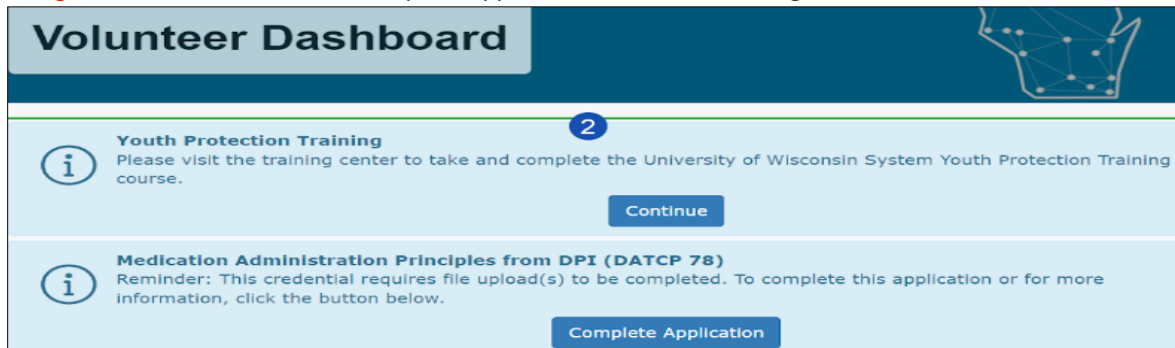 Volunteer Dashboard
2
Youth Protection Training
Please visit the training center to take and complete the University of Wisconsin System Youth Protection Training
course.
Continue
Medication Administration Principles from DPI (DATCP 78)
Reminder: This credential requires file upload(s) to be completed. To complete this application or for more
information, click the button below.
Complete Application